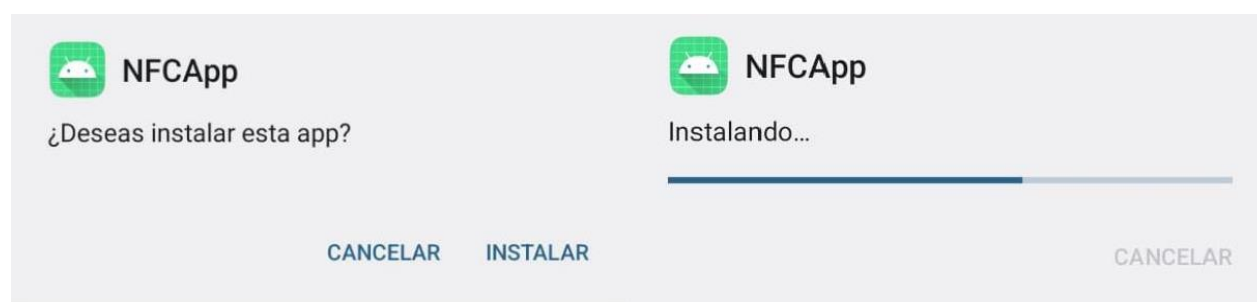 NFCApp
¿Deseas instalar esta app?
CANCELAR INSTALAR
NFCApp
Instalando...
CANCELAR